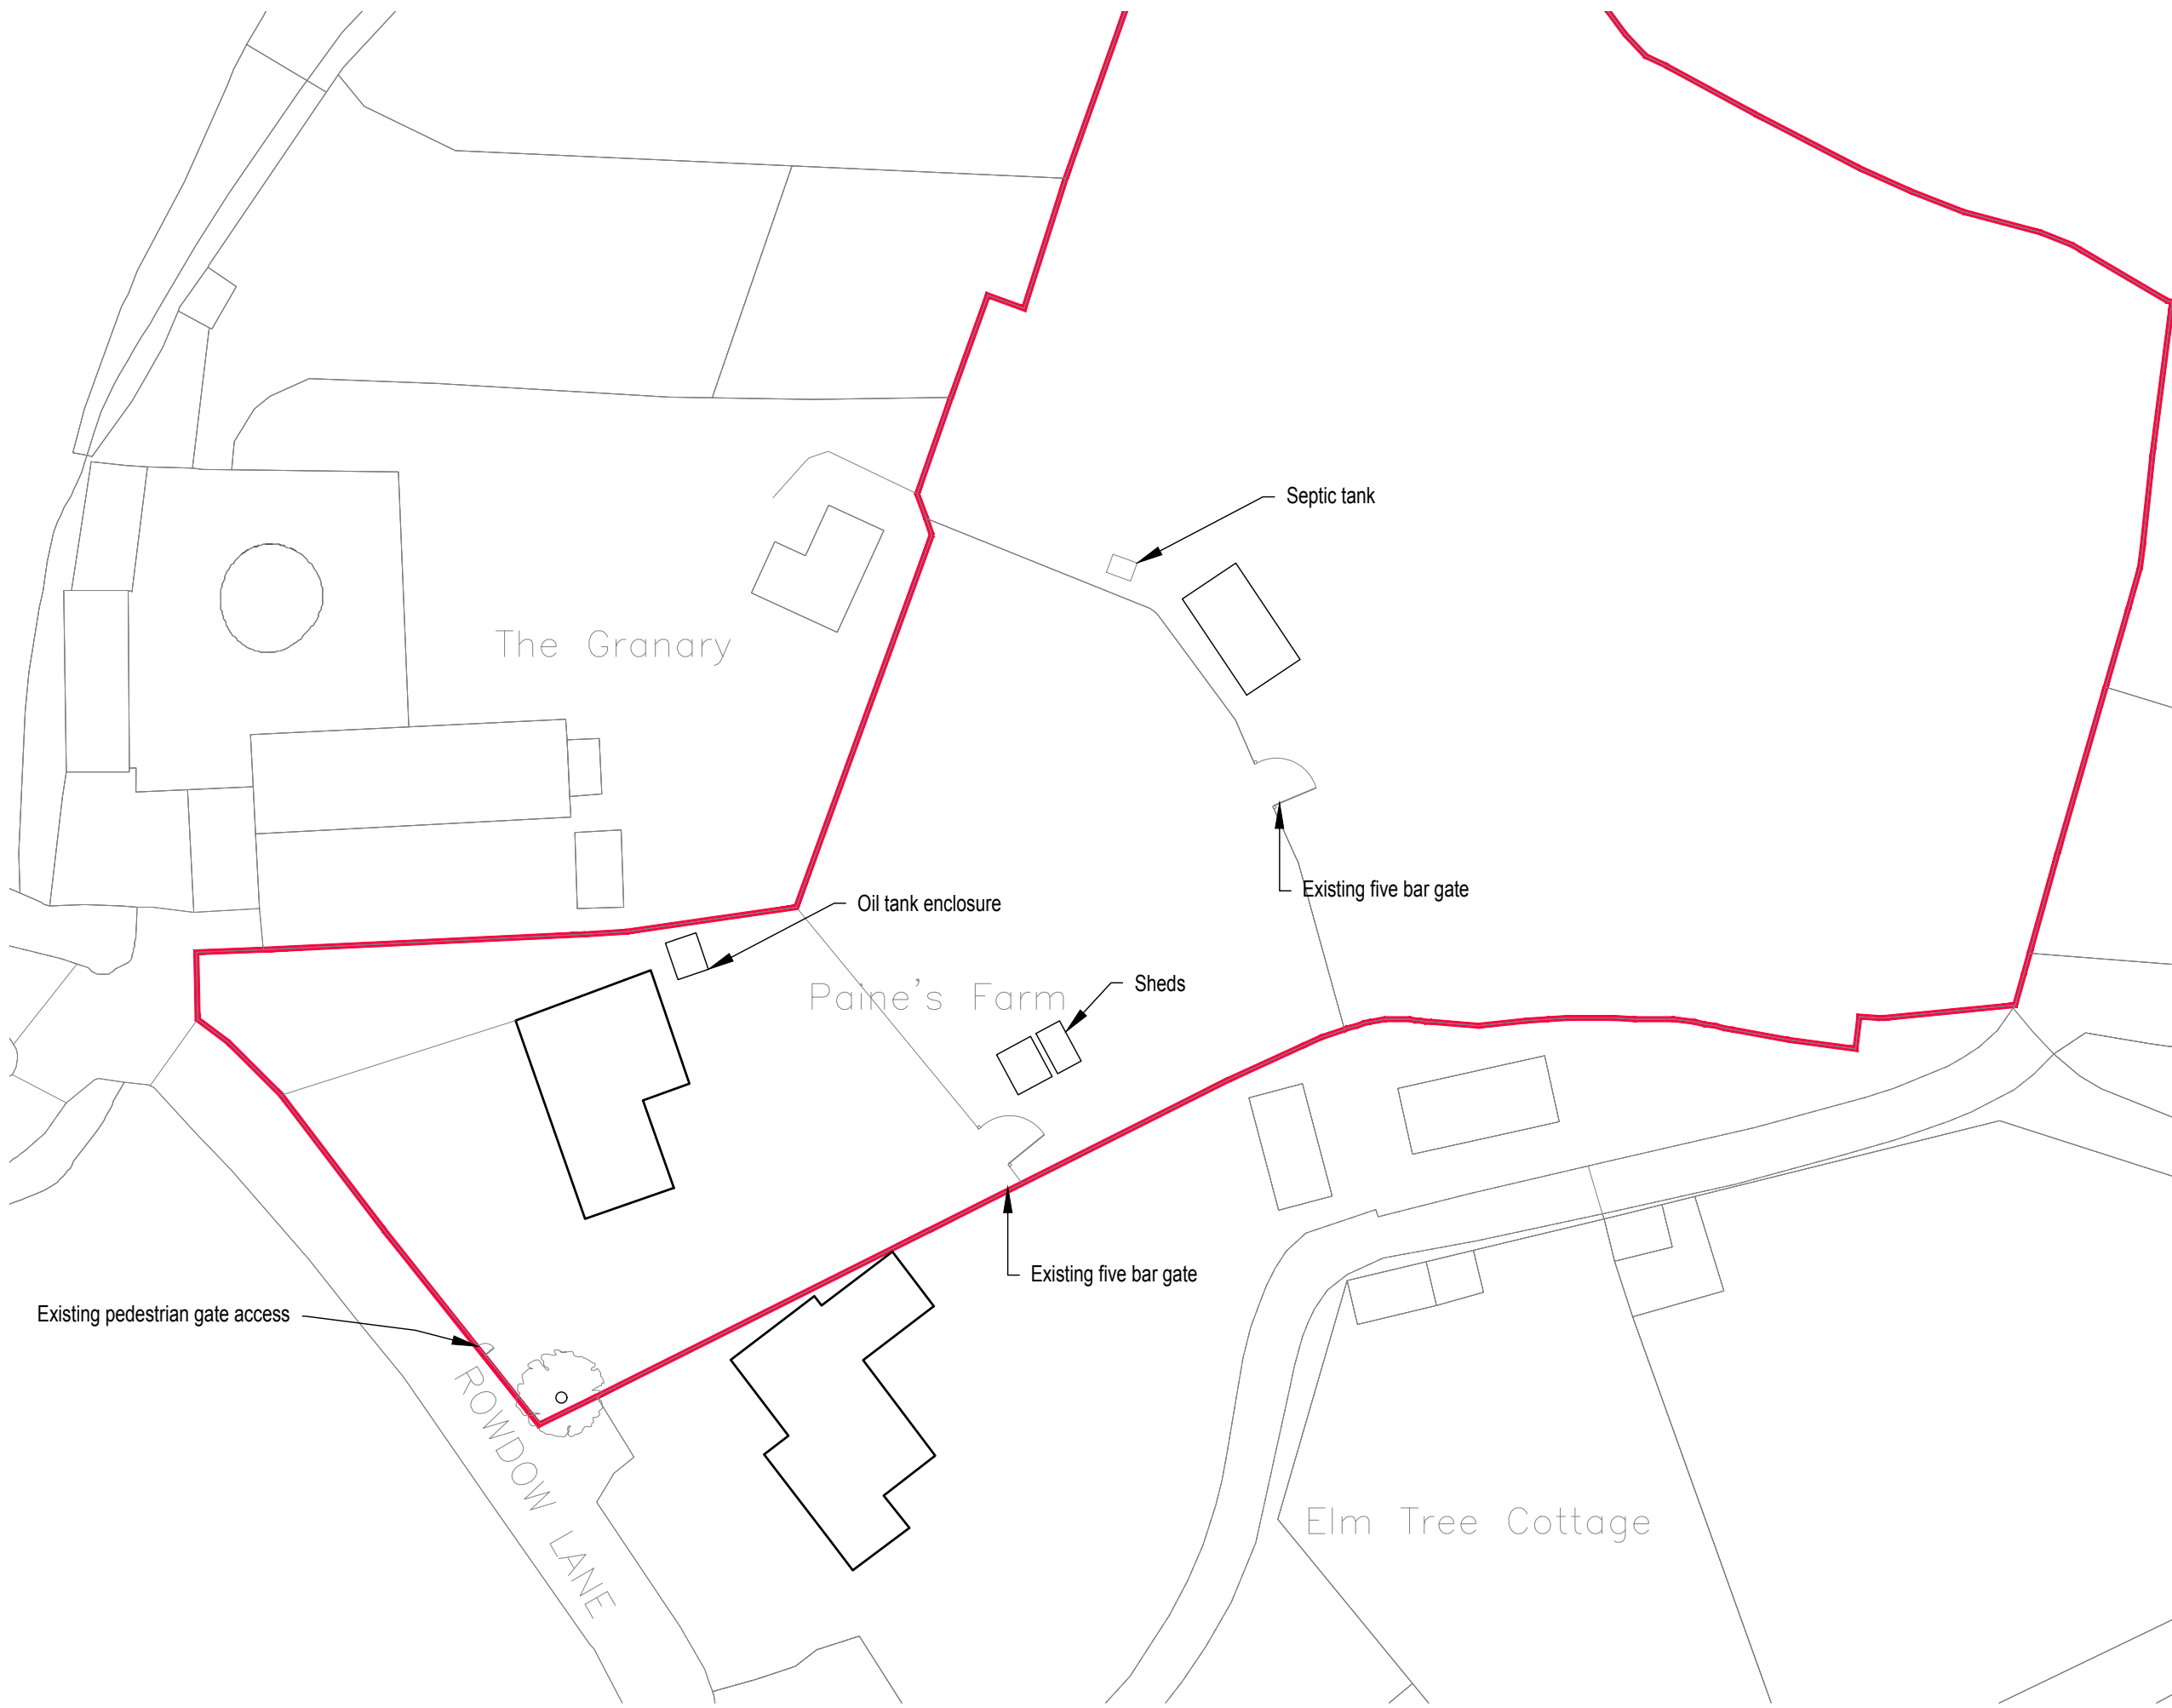 Septic tank
The Granary
Existing five bar gate
Oil tank enclosure
Sheds
Paine's Farm
Existing five bar gate
Existing pedestrian gate access
ROWDOW LANE
Elm Tree Cottage